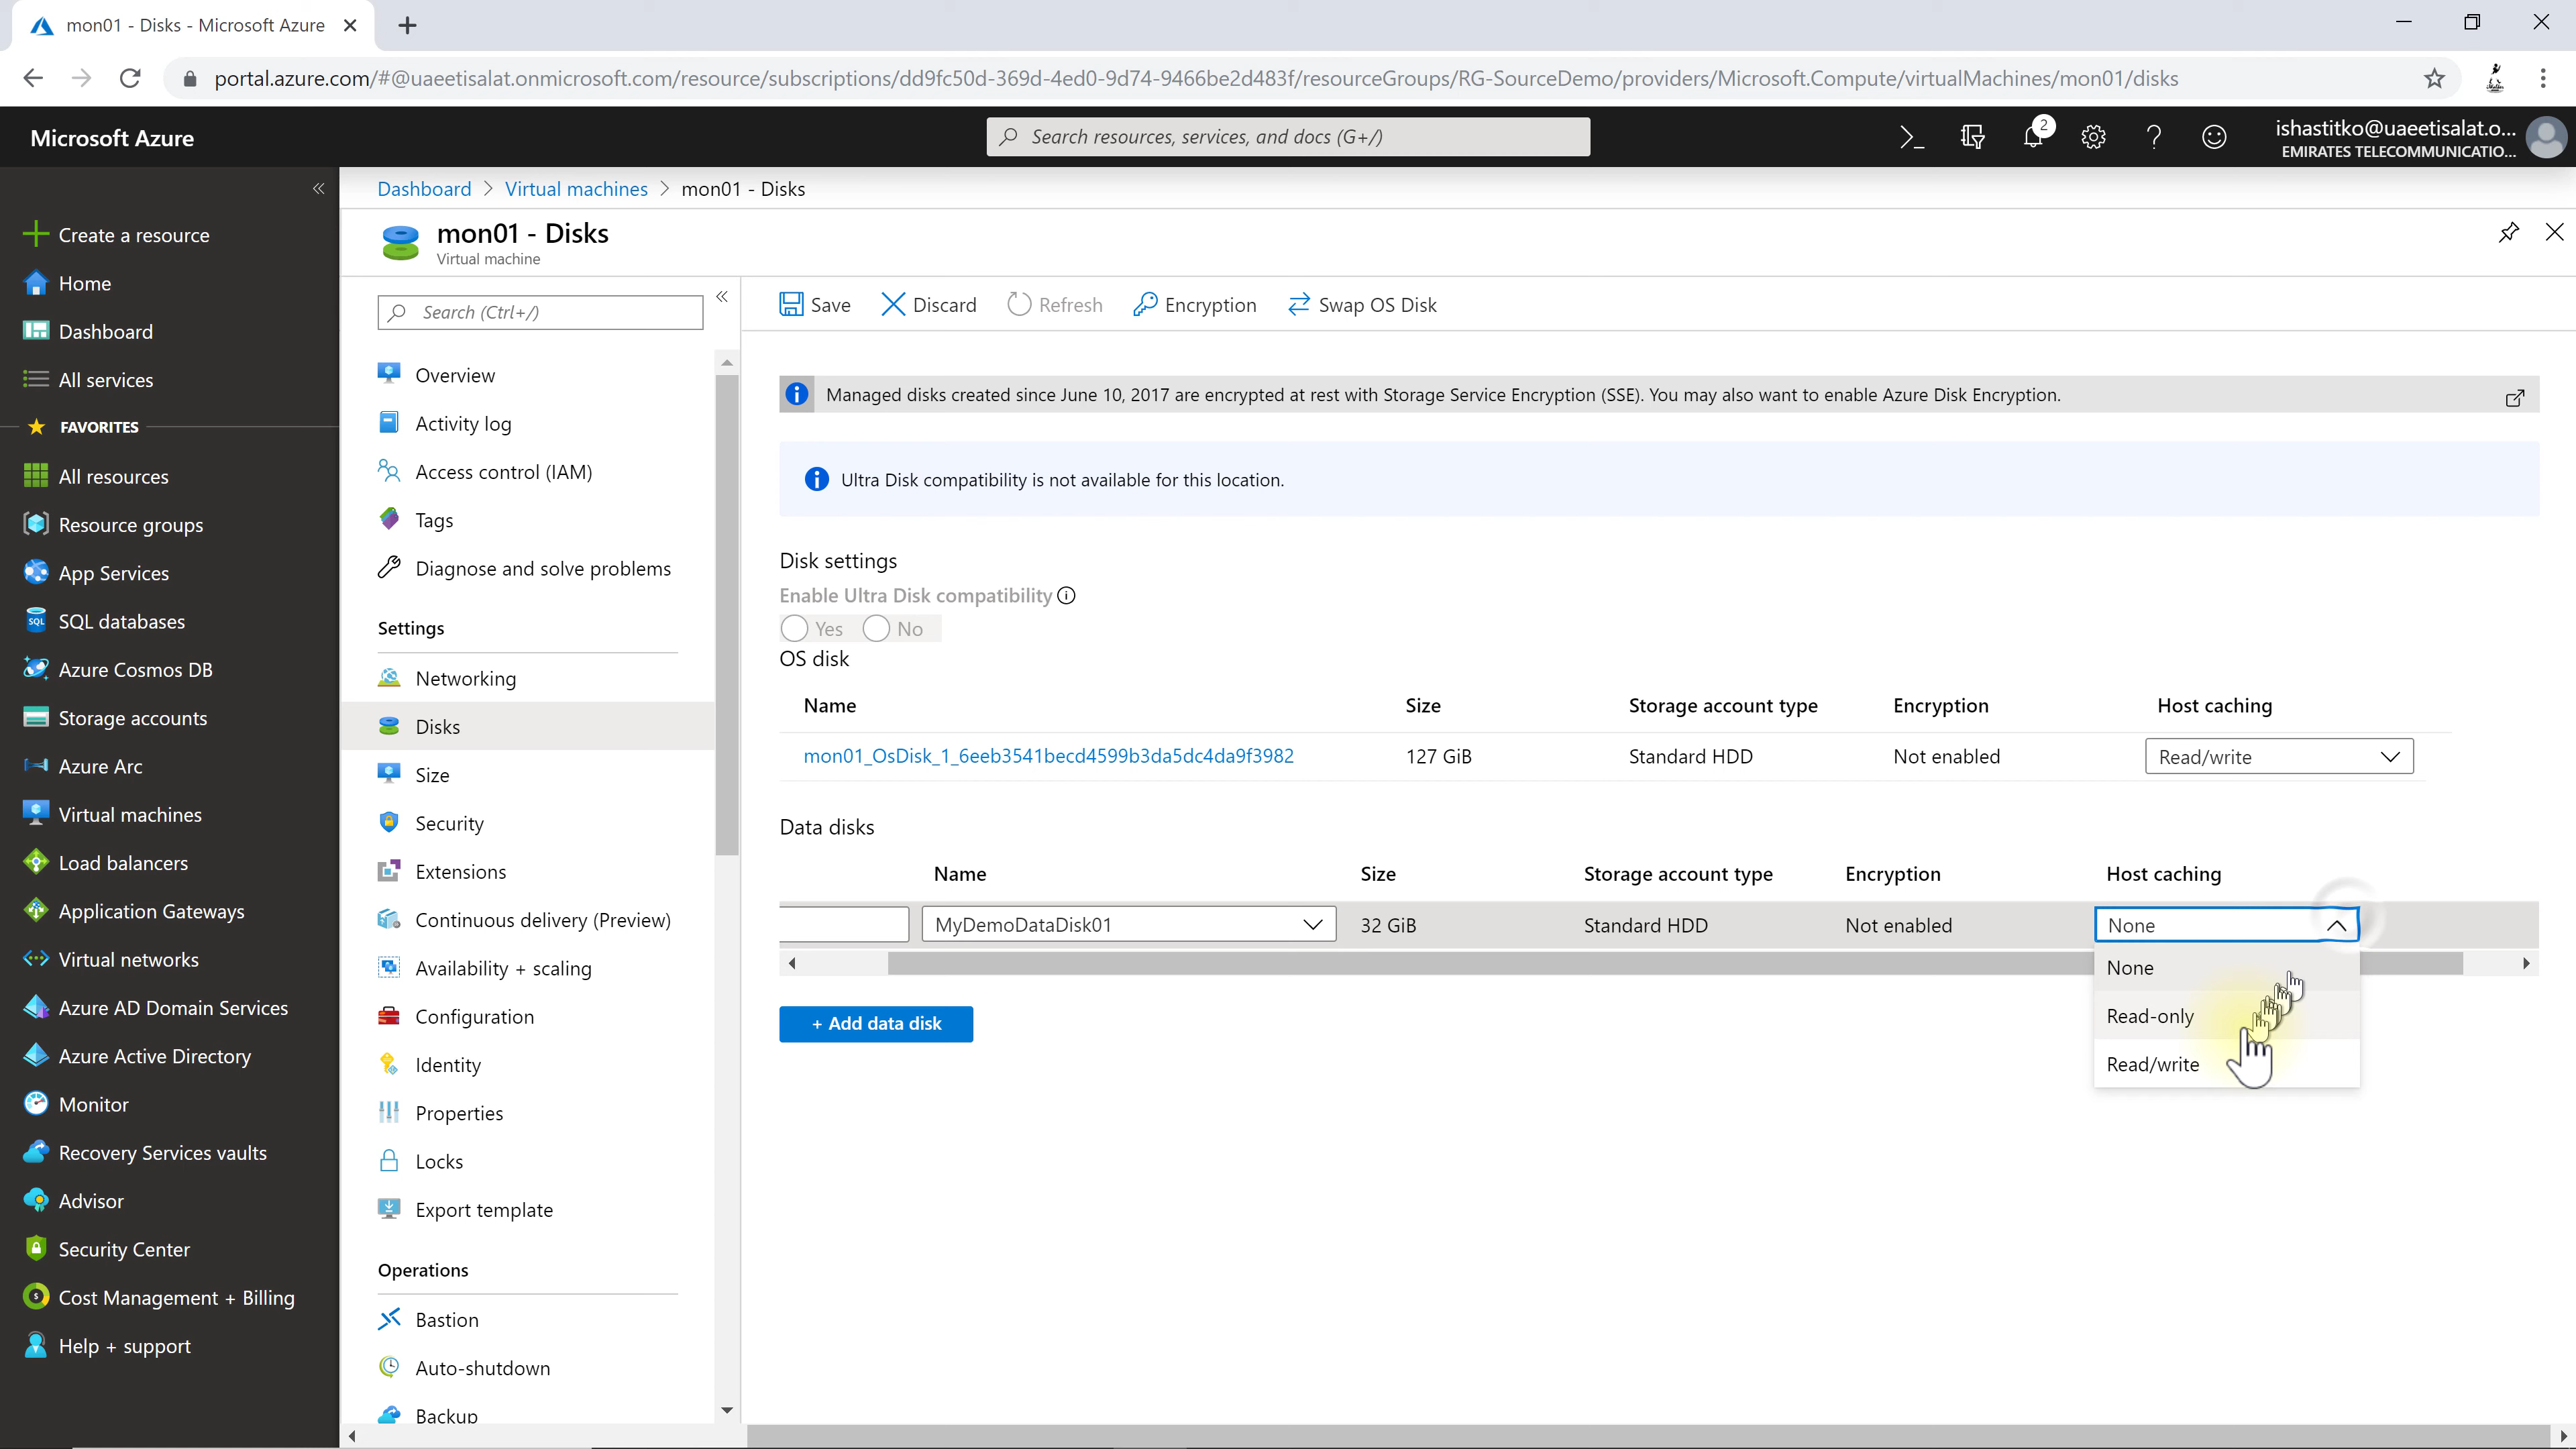 mon01 - Disks - Microsoft Azure
portal.azure.com/#@uaeetisalat.onmicrosoft.com/resource/subscriptions/dd9fc50d-369d-4ed0-9d74-9466be2d483f/resourceGroups/RG-SourceDemo/providers/Microsoft.Compute/virtualMachines/mon01/disks
Microsoft Azure
Search resources, services, and docs (G+/)
2
ishastitko@uaeetisalat.o...
EMIRATES TELECOMMUNICATIO...
Create a resource
Home
Dashboard
All services
FAVORITES
All resources
Resource groups
App Services
SQL databases
Azure Cosmos DB
Storage accounts
Azure Arc
Virtual machines
Load balancers
Application Gateways
Virtual networks
Azure AD Domain Services
Azure Active Directory
Monitor
Recovery Services vaults
Advisor
Security Center
Cost Management + Billing
Help + support
Dashboard > Virtual machines > mon01 - Disks
mon01 - Disks
Virtual machine
Search (Ctrl+/)
Overview
Activity log
Access control (IAM)
Tags
Diagnose and solve problems
Settings
Networking
Disks
Size
Security
Extensions
Continuous delivery (Preview)
Availability + scaling
Configuration
Identity
Properties
Locks
Export template
Operations
Bastion
Auto-shutdown
Backup
Save Discard Refresh Encryption Swap OS Disk
Managed disks created since June 10, 2017 are encrypted at rest with Storage Service Encryption (SSE). You may also want to enable Azure Disk Encryption.
Ultra Disk compatibility is not available for this location.
Disk settings
Enable Ultra Disk compatibility
Yes No
OS disk
Name Size Storage account type Encryption Host caching
mon01_OsDisk_1_6eeb3541becd4599b3da5dc4da9f3982 127 GiB Standard HDD Not enabled Read/write
Data disks
Name Size Storage account type Encryption Host caching
MyDemoDataDisk01 32 GiB Standard HDD Not enabled None
None
Read-only
Read/write
+ Add data disk